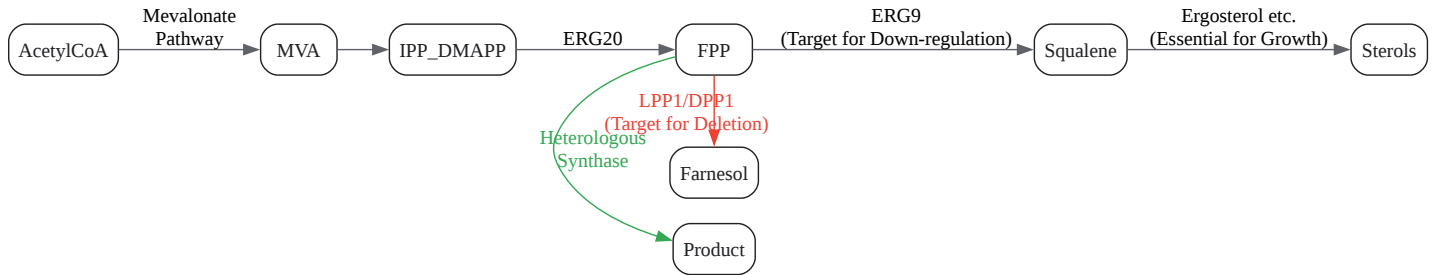 Mevalonate
Pathway
AcetylCoA
MVA
IPP_DMAPP
ERG20
FPP
ERG9
(Target for Down-regulation)
Squalene
Ergosterol etc.
(Essential for Growth)
Sterols
LPP1/DPP1
(Target for Deletion)
Heterologous
Synthase
Farnesol
Product